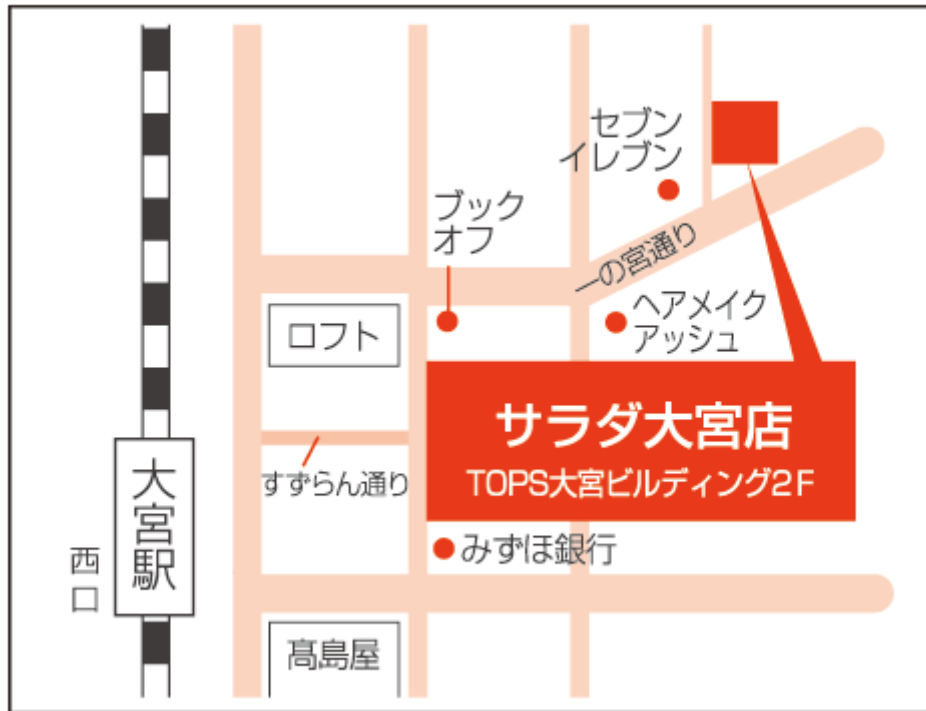 セブン
イレブン
ブック
オフ
一の宮通り
ロフト
ヘアメイク
アッシュ
サラダ大宮店
TOPS大宮ビルディング2F
すずらん通り
大宮駅
西口
みずほ銀行
髙島屋